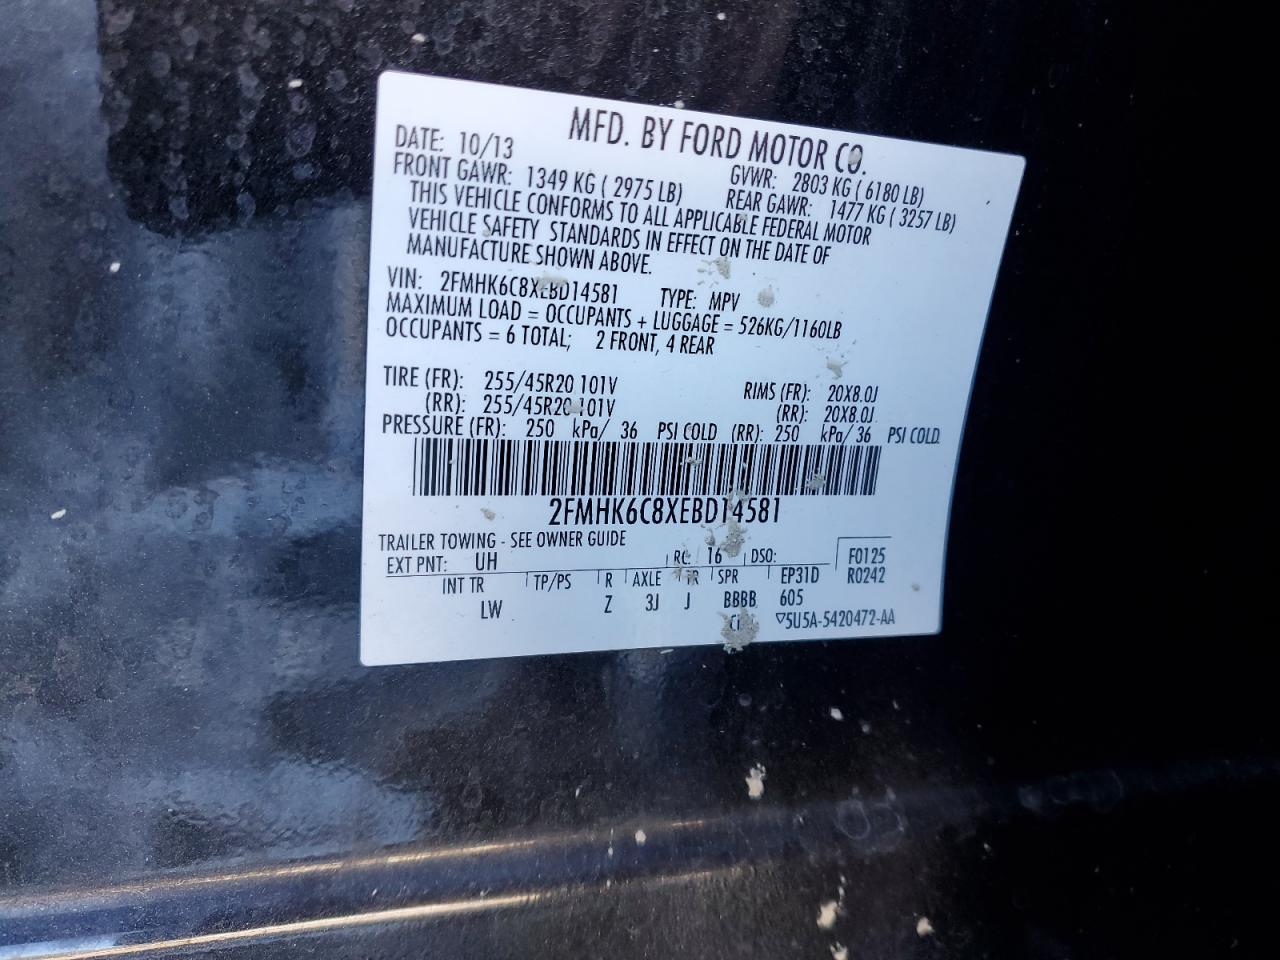 MFD. BY FORD MOTOR CO.
DATE: 10/13 GVWR: 2803 KG ( 6180 LB)
FRONT GAWR: 1349 KG ( 2975 LB) REAR GAWR: 1477 KG ( 3257 LB)
THIS VEHICLE CONFORMS TO ALL APPLICABLE FEDERAL MOTOR
VEHICLE SAFETY STANDARDS IN EFFECT ON THE DATE OF
MANUFACTURE SHOWN ABOVE.
VIN: 2FMHK6C8XEBD14581 TYPE: MPV
MAXIMUM LOAD = OCCUPANTS + LUGGAGE = 526KG/1160LB
OCCUPANTS = 6 TOTAL; 2 FRONT, 4 REAR
TIRE (FR): 255/45R20 101V RIMS (FR): 20X8.0J
(RR): 255/45R20 101V (RR): 20X8.0J
PRESSURE (FR): 250 kPa/ 36 PSI COLD (RR): 250 kPa/ 36 PSI COLD
2FMHK6C8XEBD14581
TRAILER TOWING - SEE OWNER GUIDE
EXT PNT: UH RC: 16 DSO: F0125
R0242
INT TR TP/PS R AXLE TR SPR EP31D
LW Z 3J J BBBB 605
▽5U5A-5420472-AA